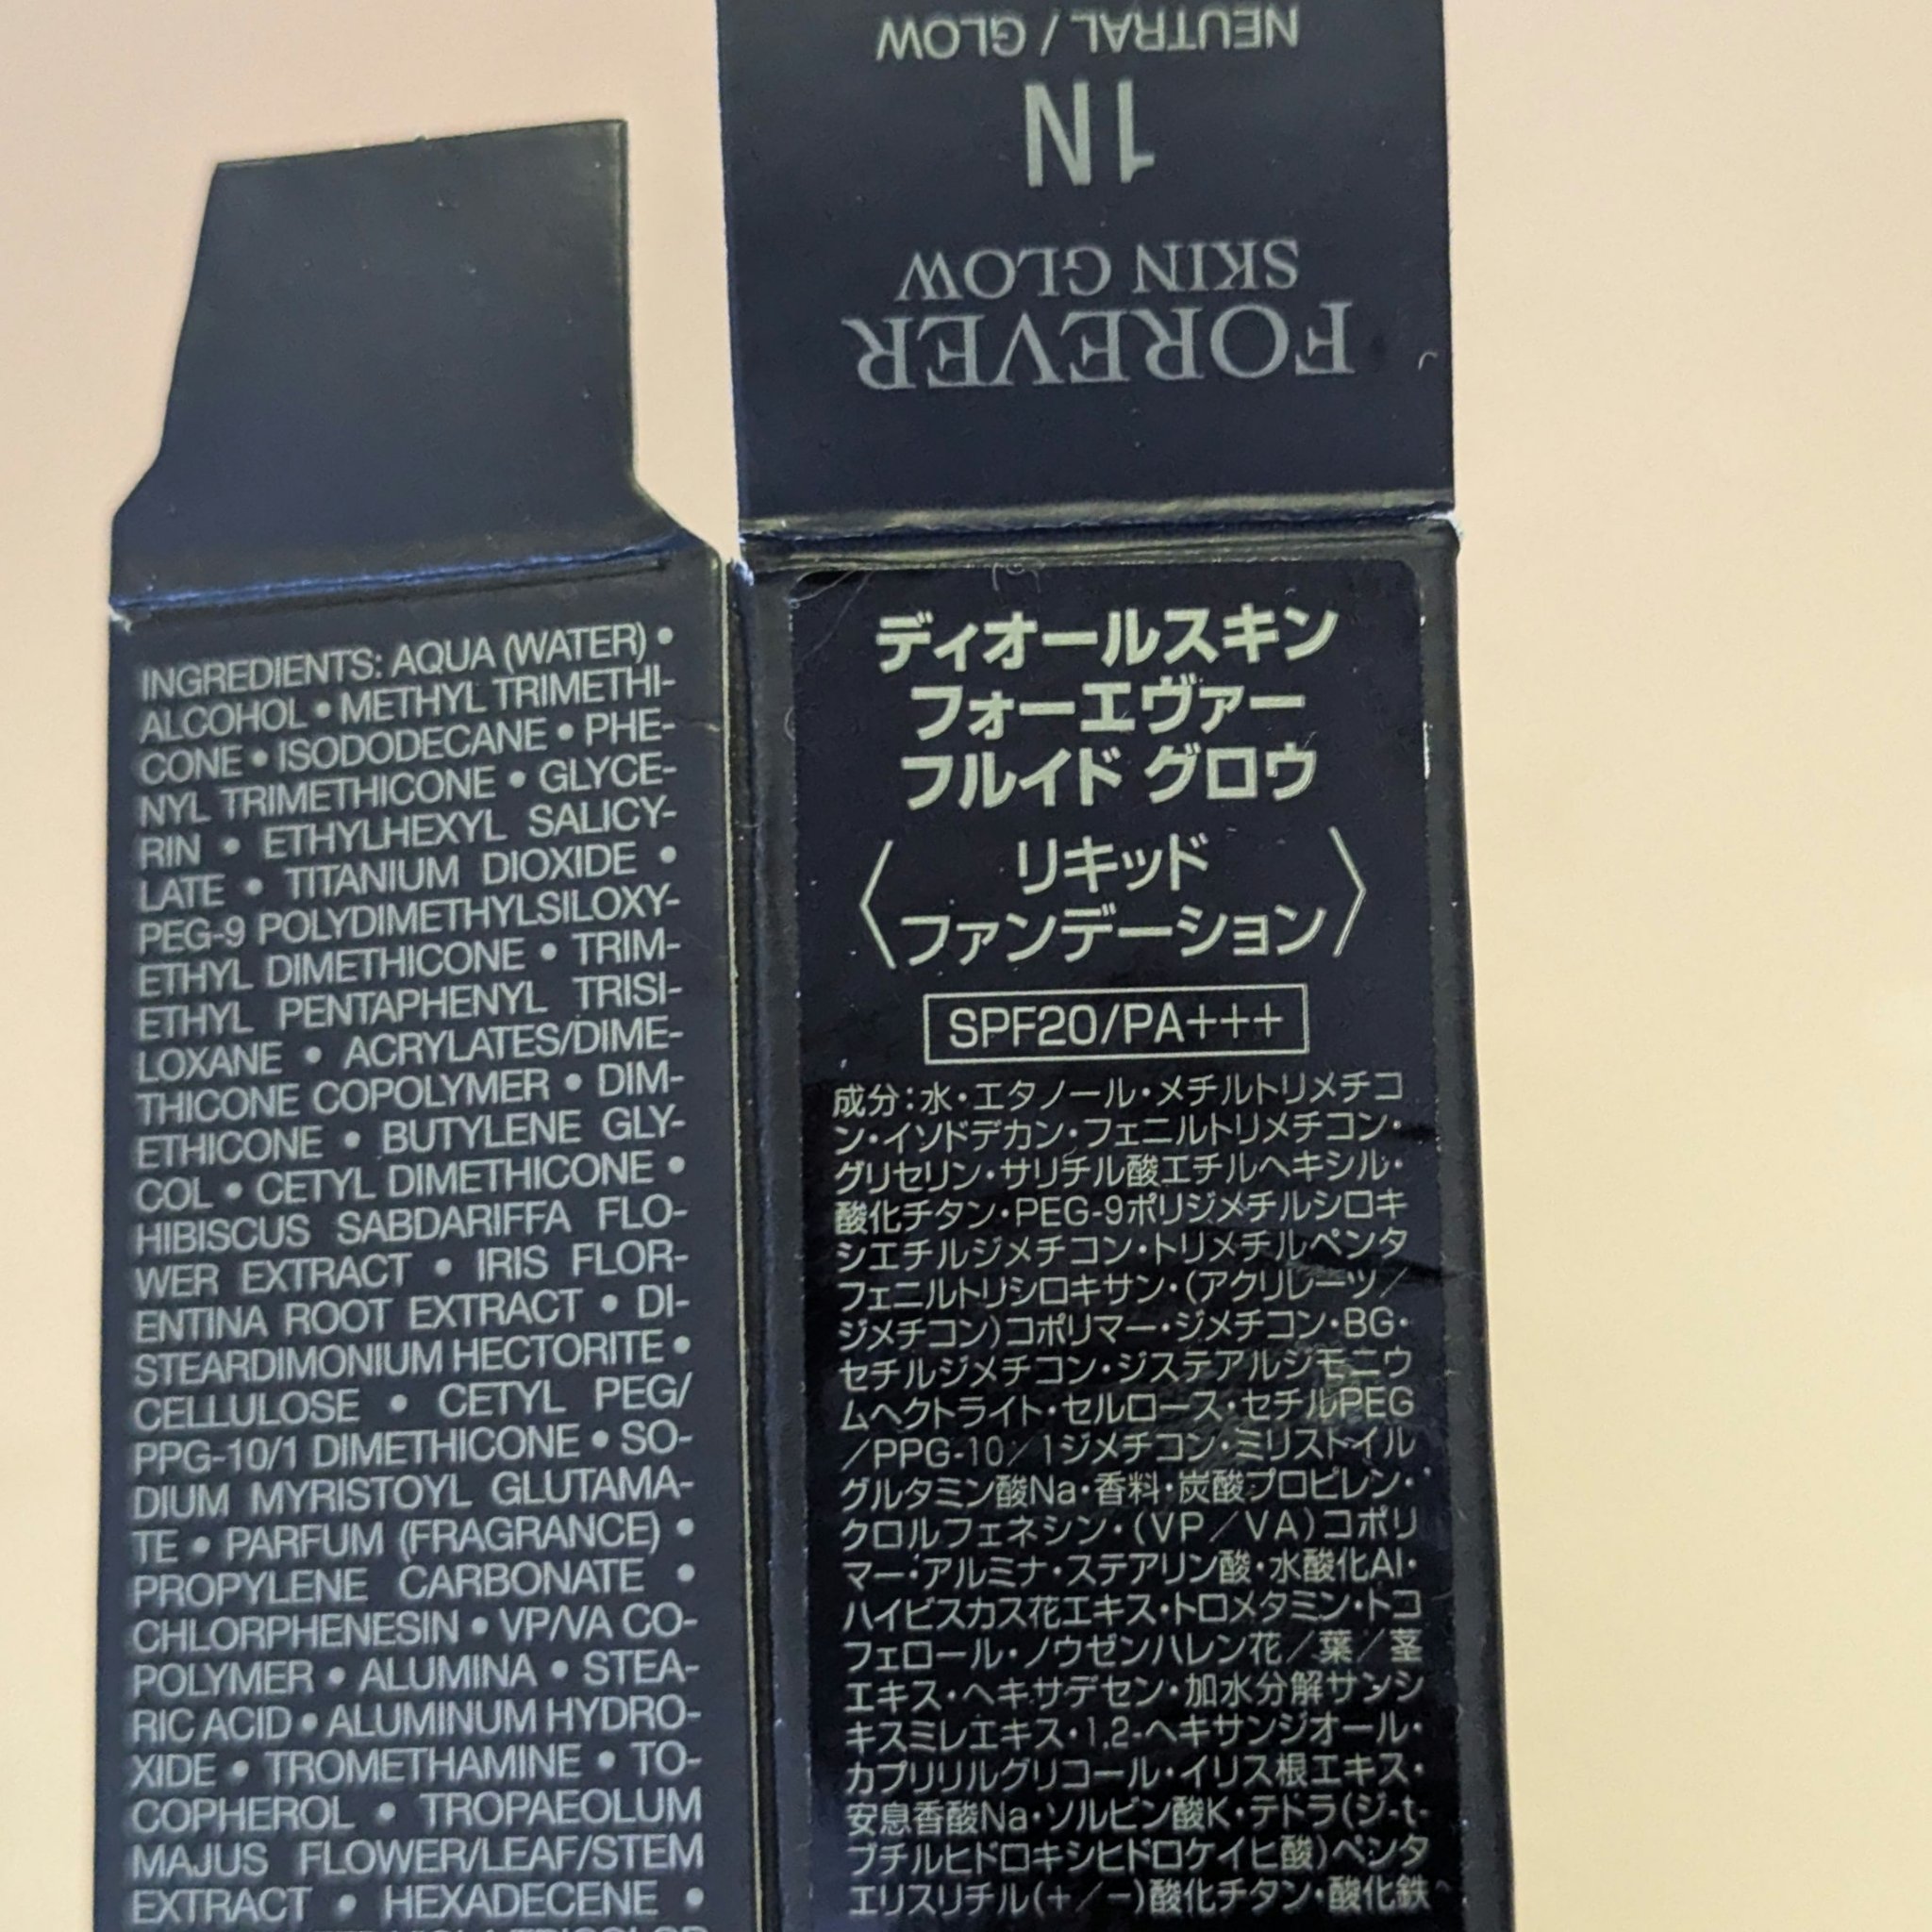 NEUTRAL / GLOW
1N
SKIN GLOW
FOREVER
INGREDIENTS: AQUA (WATER) •
ALCOHOL • METHYL TRIMETHI-
CONE • ISODODECANE • PHE-
NYL TRIMETHICONE • GLYCE-
RIN • ETHYLHEXYL SALICY-
LATE • TITANIUM DIOXIDE •
PEG-9 POLYDIMETHYLSILOXY-
ETHYL DIMETHICONE • TRIM-
ETHYL PENTAPHENYL TRISI-
LOXANE • ACRYLATES/DIME-
THICONE COPOLYMER • DIM-
ETHICONE • BUTYLENE GLY-
COL • CETYL DIMETHICONE •
HIBISCUS SABDARIFFA FLO-
WER EXTRACT • IRIS FLOR-
ENTINA ROOT EXTRACT • DI-
STEARDIMONIUM HECTORITE •
CELLULOSE • CETYL PEG/
PPG-10/1 DIMETHICONE • SO-
DIUM MYRISTOYL GLUTAMA-
TE • PARFUM (FRAGRANCE) •
PROPYLENE CARBONATE •
CHLORPHENESIN • VP/VA CO-
POLYMER • ALUMINA • STEA-
RIC ACID • ALUMINUM HYDRO-
XIDE • TROMETHAMINE • TO-
COPHEROL • TROPAEOLUM
MAJUS FLOWER/LEAF/STEM
EXTRACT • HEXADECENE •
ディオールスキン
フォーエヴァー
フルイド グロウ
〈リキッド
ファンデーション〉
SPF20/PA+++
成分：水・エタノール・メチルトリメチコ
ン・イソドデカン・フェニルトリメチコン・
グリセリン・サリチル酸エチルヘキシル・
酸化チタン・PEG-9ポリジメチルシロキ
シエチルジメチコン・トリメチルペンタ
フェニルトリシロキサン・(アクリレーツ／
ジメチコン)コポリマー・ジメチコン・BG・
セチルジメチコン・ジステアルジモニウ
ムヘクトライト・セルロース・セチルPEG
／PPG-10／1ジメチコン・ミリストイル
グルタミン酸Na・香料・炭酸プロピレン・
クロルフェネシン・(VP／VA)コポリ
マー・アルミナ・ステアリン酸・水酸化Al・
ハイビスカス花エキス・トロメタミン・トコ
フェロール・ノウゼンハレン花／葉／茎
エキス・ヘキサデセン・加水分解サンシ
キスミレエキス・1,2-ヘキサンジオール・
カプリリルグリコール・イリス根エキス・
安息香酸Na・ソルビン酸K・テトラ(ジ-t-
ブチルヒドロキシヒドロケイヒ酸)ペンタ
エリスリチル(+／−)酸化チタン・酸化鉄